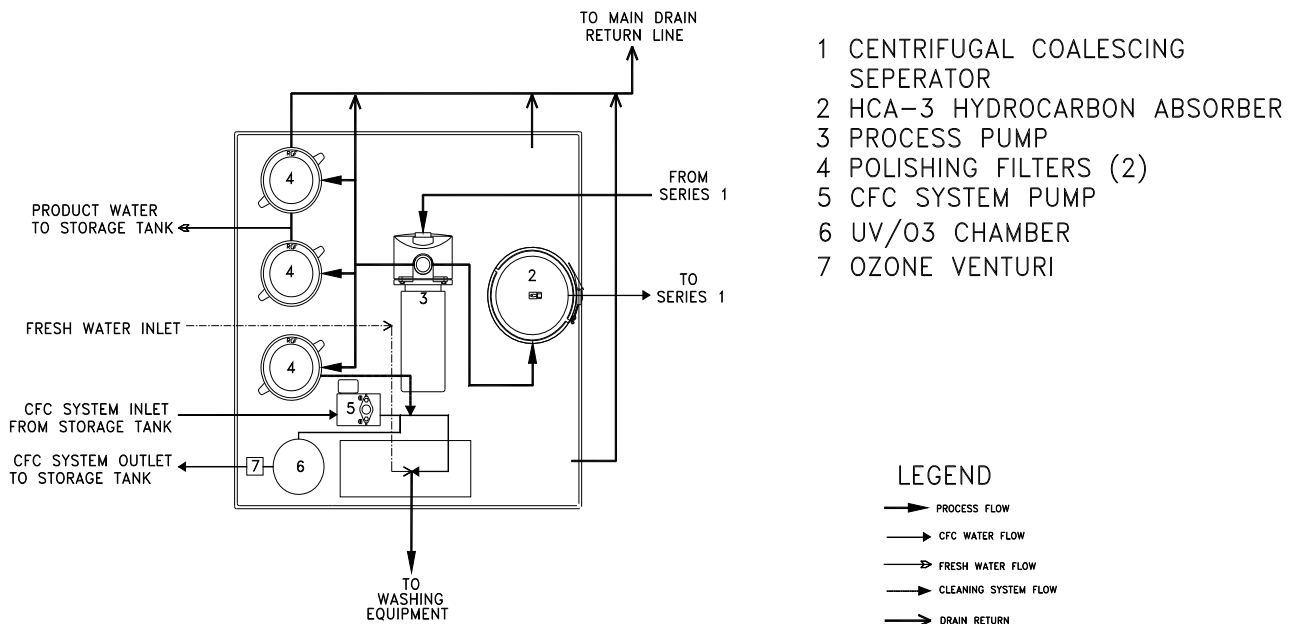 TO MAIN DRAIN
RETURN LINE
1 CENTRIFUGAL COALESCING
SEPERATOR
2 HCA-3 HYDROCARBON ABSORBER
3 PROCESS PUMP
4 POLISHING FILTERS (2)
5 CFC SYSTEM PUMP
6 UV/O3 CHAMBER
7 OZONE VENTURI
RGF
4
FROM
SERIES 1
PRODUCT WATER
TO STORAGE TANK
RGF
4
3
2
TO
SERIES 1
FRESH WATER INLET
RGF
4
5
CFC SYSTEM INLET
FROM STORAGE TANK
CFC SYSTEM OUTLET
TO STORAGE TANK
7
6
TO
WASHING
EQUIPMENT
LEGEND
PROCESS FLOW
CFC WATER FLOW
FRESH WATER FLOW
CLEANING SYSTEM FLOW
DRAIN RETURN